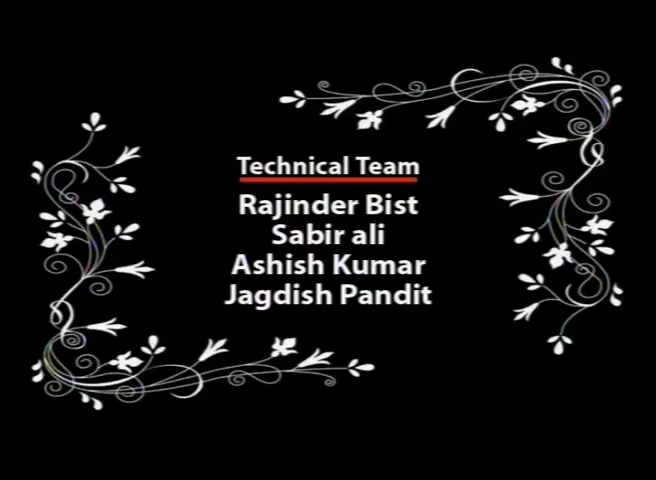 Technical Team
Rajinder Bist
Sabir ali
Ashish Kumar
Jagdish Pandit